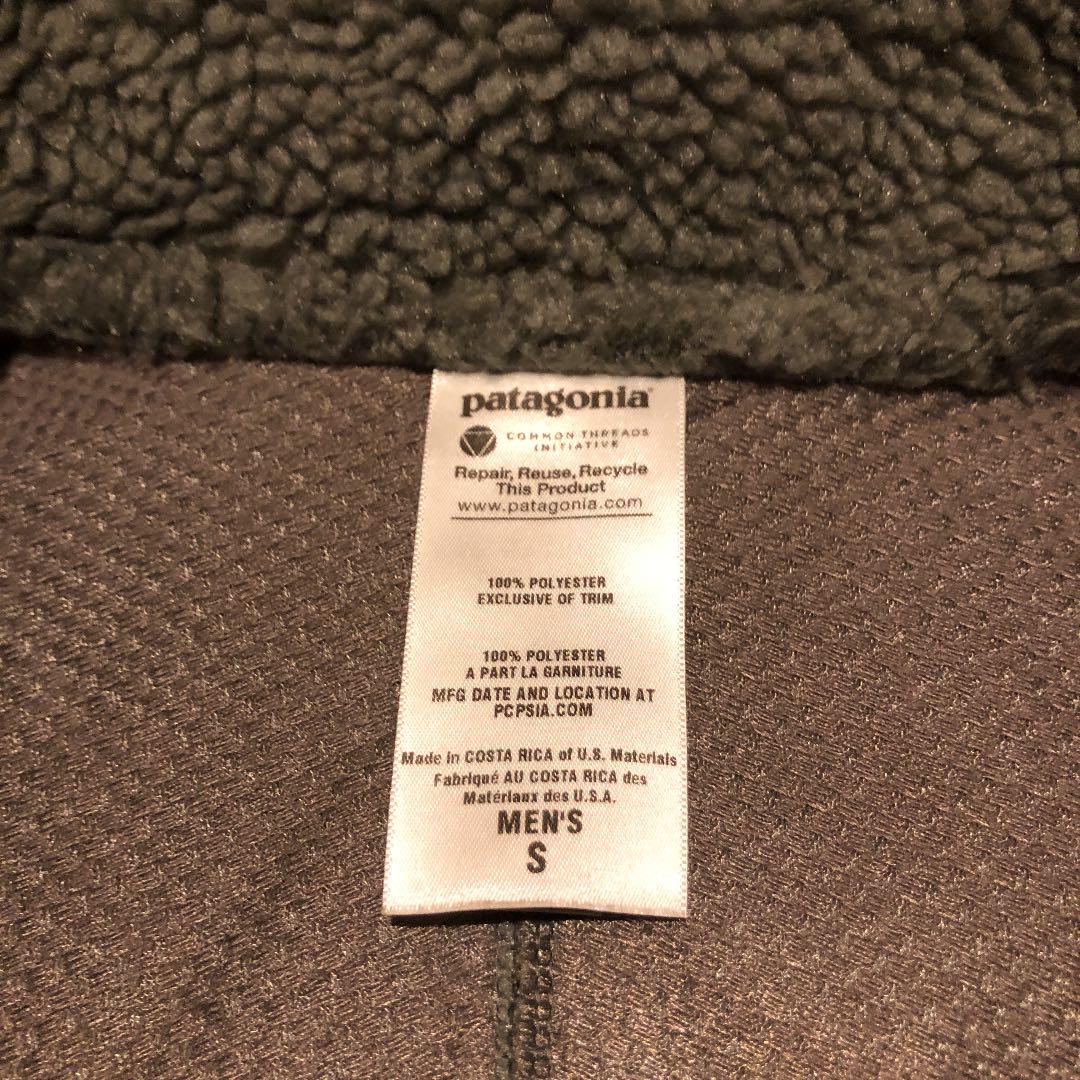 patagonia
COMMON THREADS
INITIATIVE
Repair, Reuse, Recycle
This Product
www.patagonia.com
100% POLYESTER
EXCLUSIVE OF TRIM
100% POLYESTER
A PART LA GARNITURE
MFG DATE AND LOCATION AT
PCPSIA.COM
Made in COSTA RICA of U.S. Materials
Fabriqué AU COSTA RICA des
Matériaux des U.S.A.
MEN'S
S